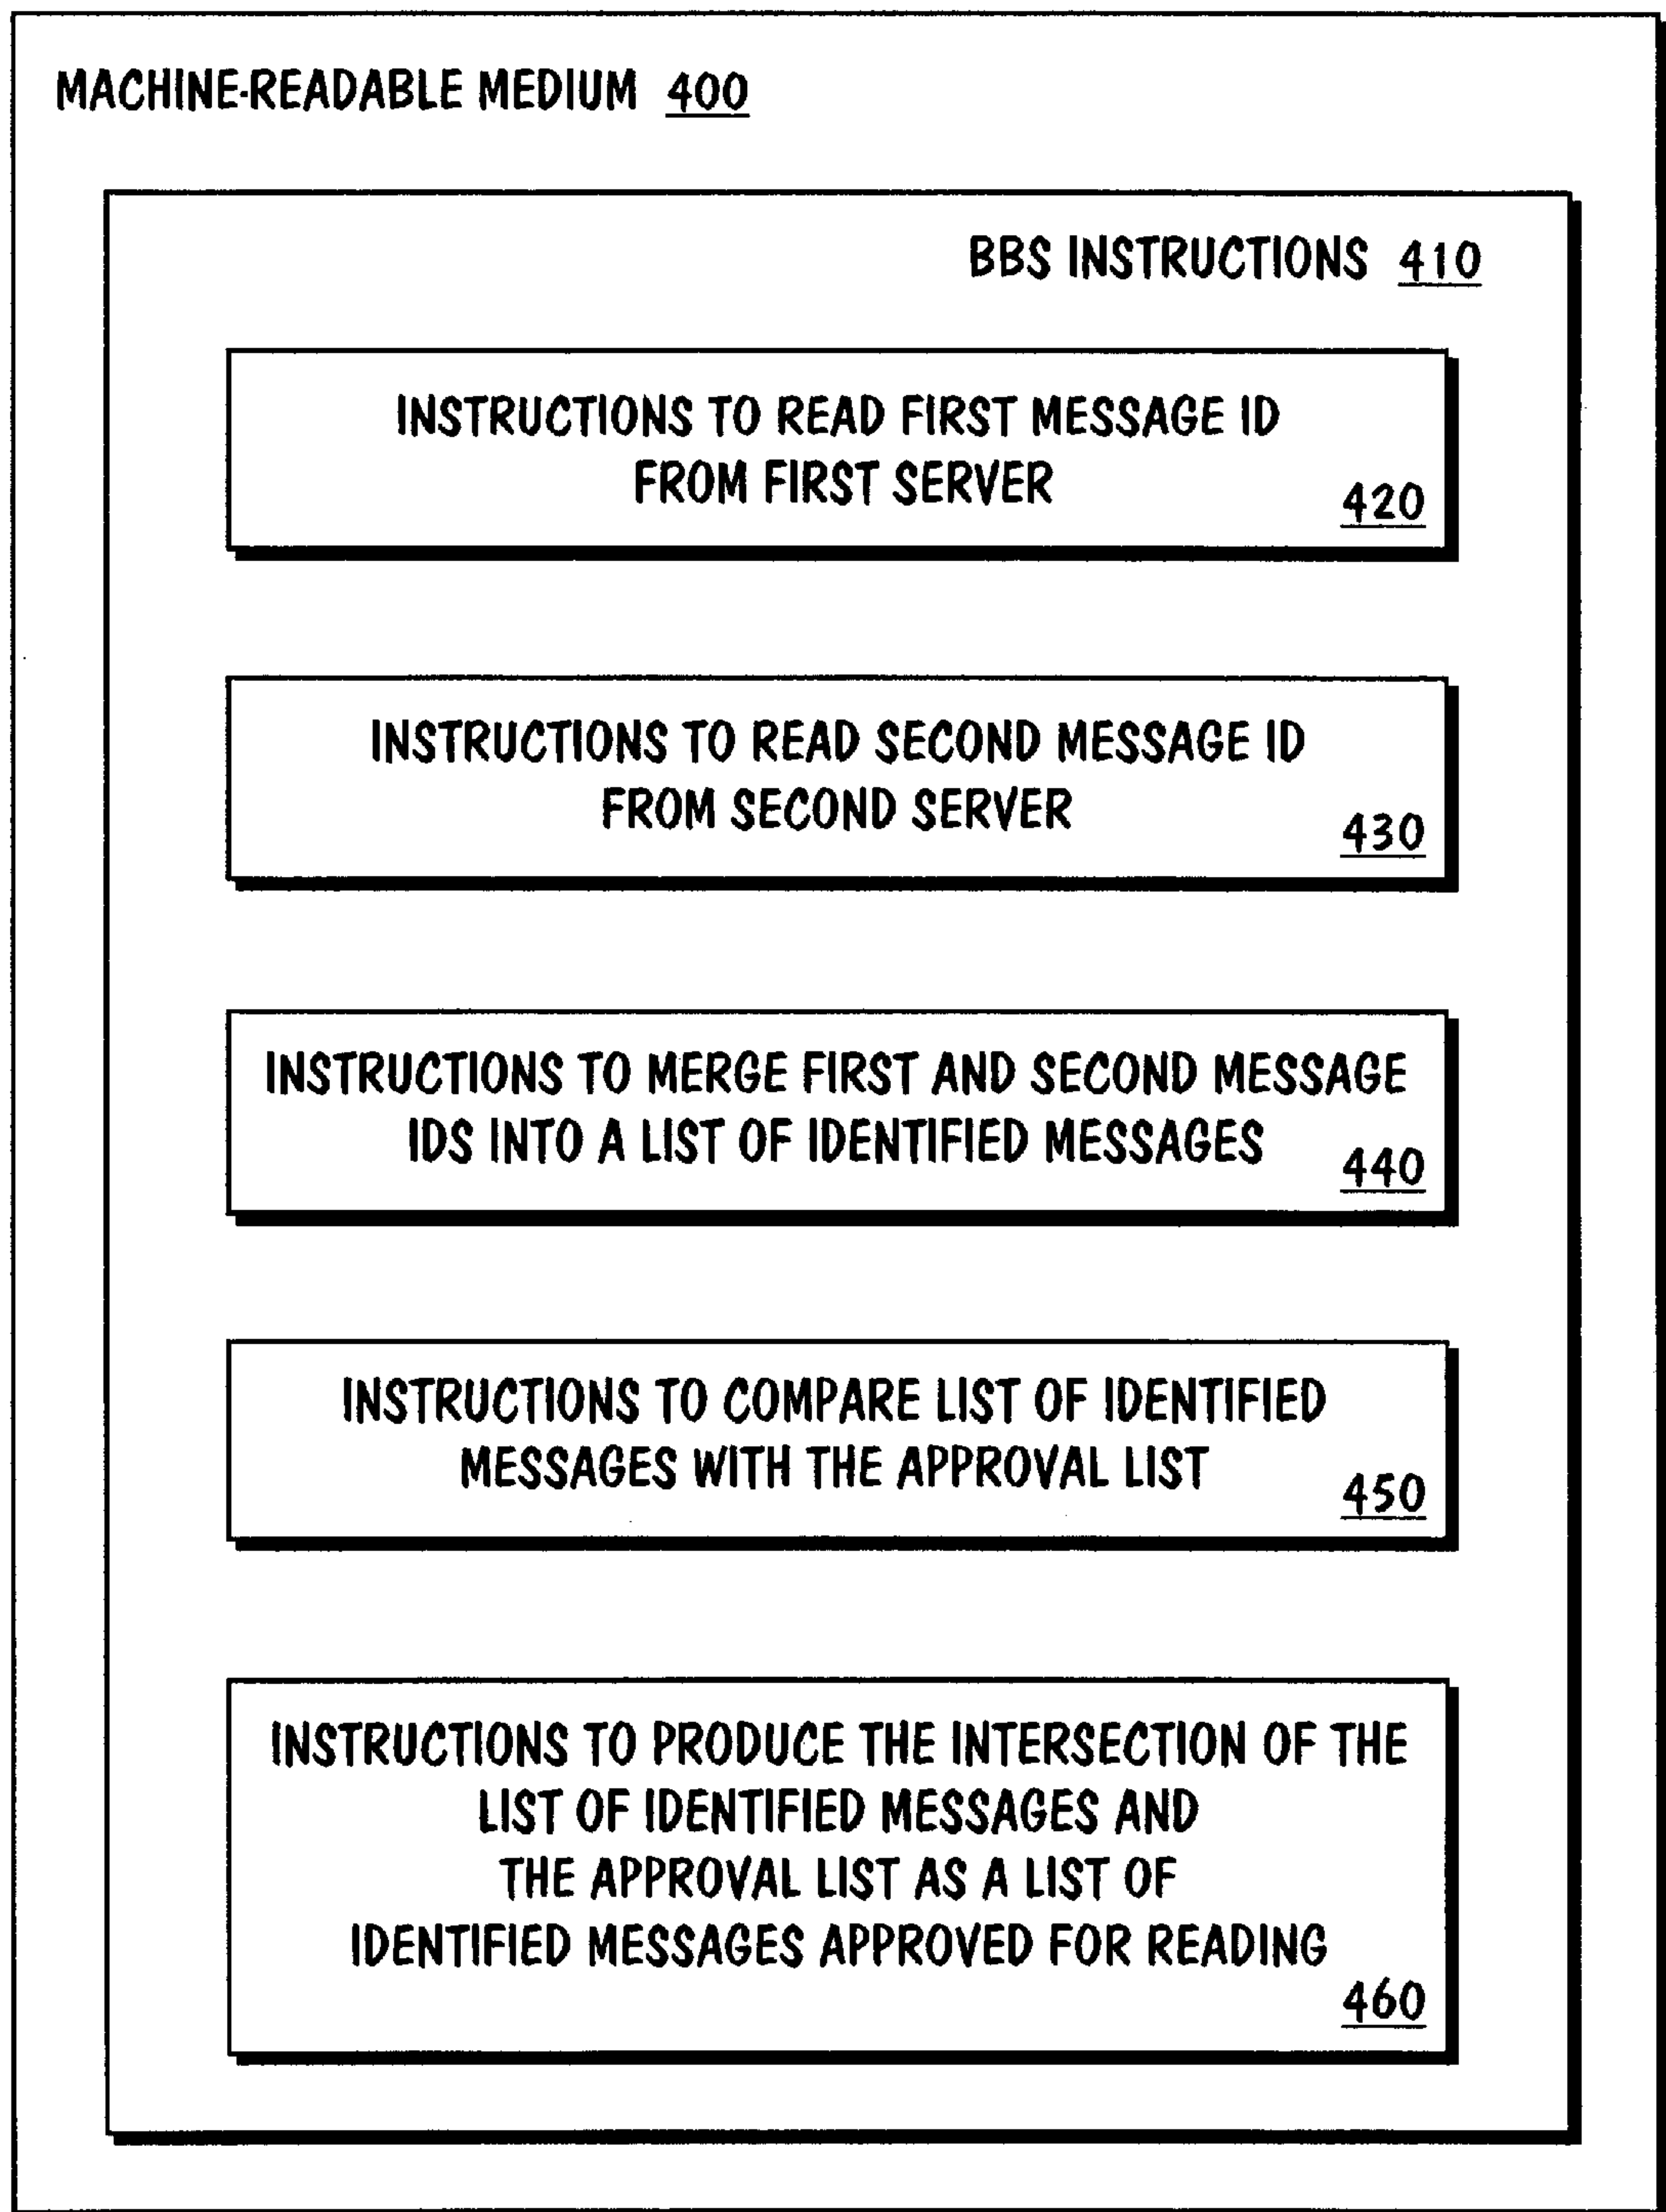 MACHINE-READABLE MEDIUM 400
BBS INSTRUCTIONS 410
INSTRUCTIONS TO READ FIRST MESSAGE ID
FROM FIRST SERVER
420
INSTRUCTIONS TO READ SECOND MESSAGE ID
FROM SECOND SERVER
430
INSTRUCTIONS TO MERGE FIRST AND SECOND MESSAGE
IDS INTO A LIST OF IDENTIFIED MESSAGES
440
INSTRUCTIONS TO COMPARE LIST OF IDENTIFIED
MESSAGES WITH THE APPROVAL LIST
450
INSTRUCTIONS TO PRODUCE THE INTERSECTION OF THE
LIST OF IDENTIFIED MESSAGES AND
THE APPROVAL LIST AS A LIST OF
IDENTIFIED MESSAGES APPROVED FOR READING
460